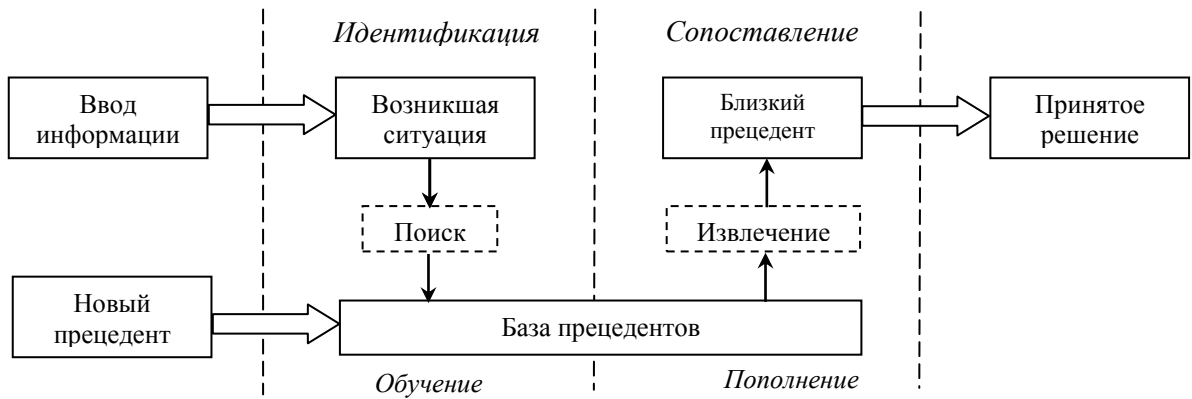 Идентификация
Сопоставление
Ввод
информации
Возникшая
ситуация
Близкий
прецедент
Принятое
решение
Поиск
Извлечение
Новый
прецедент
База прецедентов
Обучение
Пополнение